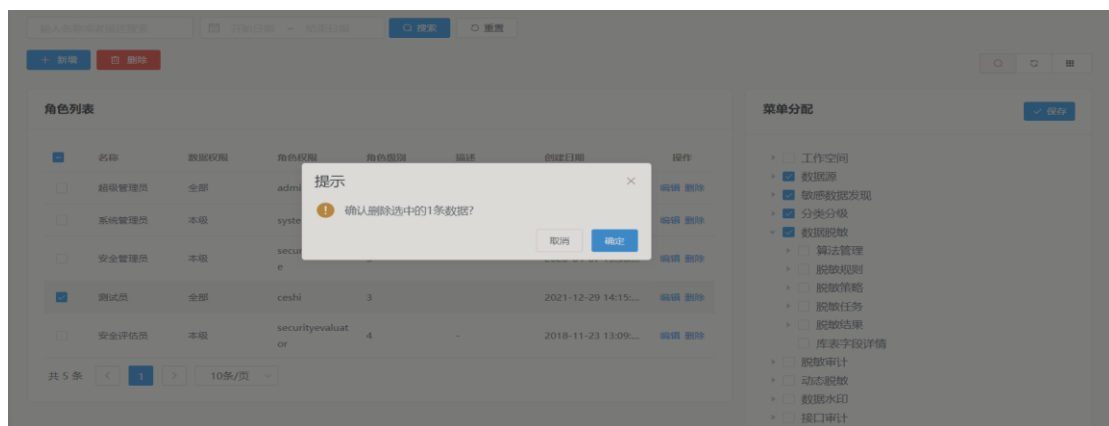 开始日期 ~ 结束日期 搜索 重置
+ 新增 删除
角色列表
名称 数据权限 角色权限 角色级别 描述 创建日期 操作
超级管理员 全部 编辑 删除
系统管理员 本级 编辑 删除
安全管理员 本级 编辑 删除
测试员 全部 ceshi 3 2021-12-29 14:15:... 编辑 删除
安全评估员 本级 securityevaluat
or 4 - 2018-11-23 13:09:... 编辑 删除
共 5 条 < 1 > 10条/页
提示
确认删除选中的1条数据?
取消 确定
菜单分配 保存
工作空间
数据源
敏感数据发现
分类分级
数据脱敏
算法管理
脱敏规则
脱敏策略
脱敏任务
脱敏结果
库表字段详情
脱敏审计
动态脱敏
数据水印
接口审计